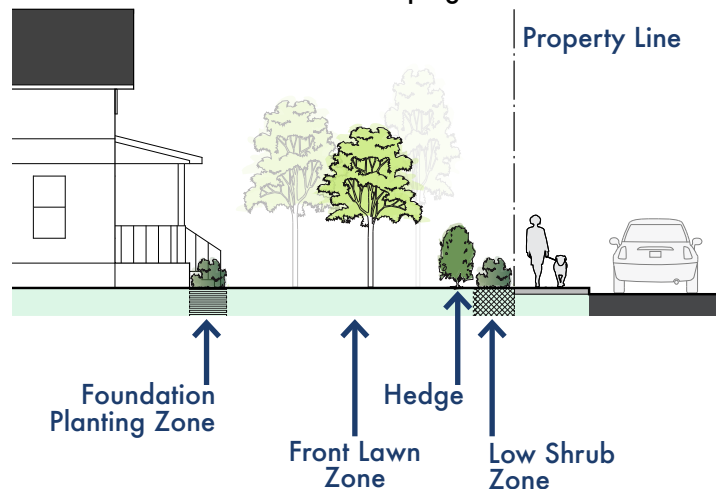 Property Line
Foundation
Planting Zone
Hedge
Front Lawn
Zone
Low Shrub
Zone